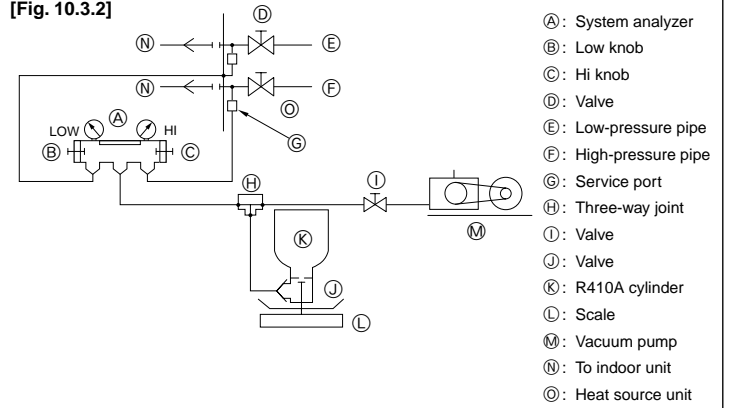 [Fig. 10.3.2]
Ⓓ
Ⓝ Ⓔ
Ⓝ Ⓕ
Ⓞ
LOW Ⓐ HI
Ⓖ
Ⓑ Ⓒ
Ⓗ Ⓘ
Ⓚ Ⓜ
Ⓙ
Ⓛ
Ⓐ: System analyzer
Ⓑ: Low knob
Ⓒ: Hi knob
Ⓓ: Valve
Ⓔ: Low-pressure pipe
Ⓕ: High-pressure pipe
Ⓖ: Service port
Ⓗ: Three-way joint
Ⓘ: Valve
Ⓙ: Valve
Ⓚ: R410A cylinder
Ⓛ: Scale
Ⓜ: Vacuum pump
Ⓝ: To indoor unit
Ⓞ: Heat source unit